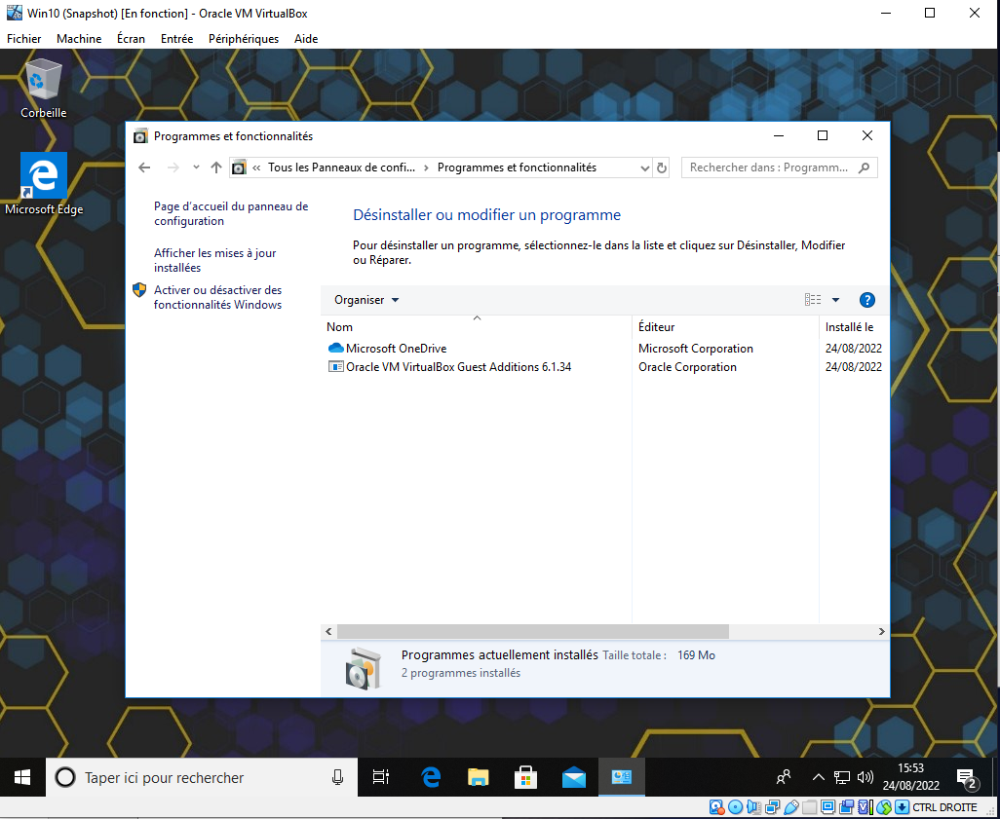 Win10 (Snapshot) [En fonction] - Oracle VM VirtualBox
Fichier Machine Écran Entrée Périphériques Aide
Corbeille
Microsoft Edge
Programmes et fonctionnalités
« Tous les Panneaux de confi... > Programmes et fonctionnalités
Rechercher dans : Programm...
Page d'accueil du panneau de
configuration
Afficher les mises à jour
installées
Activer ou désactiver des
fonctionnalités Windows
Désinstaller ou modifier un programme
Pour désinstaller un programme, sélectionnez-le dans la liste et cliquez sur Désinstaller, Modifier
ou Réparer.
Organiser
?
Nom Éditeur Installé le
Microsoft OneDrive Microsoft Corporation 24/08/2022
Oracle VM VirtualBox Guest Additions 6.1.34 Oracle Corporation 24/08/2022
Programmes actuellement installés Taille totale : 169 Mo
2 programmes installés
Taper ici pour rechercher
15:53
24/08/2022
2
CTRL DROITE